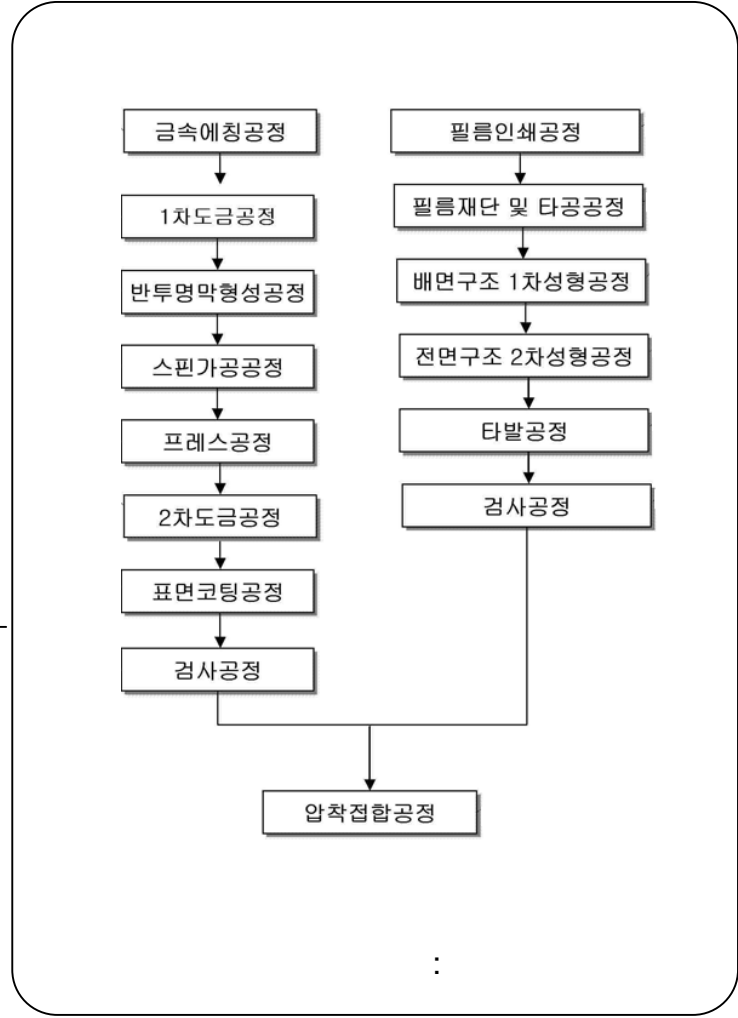 금속에칭공정
1차도금공정
반투명막형성공정
스핀가공공정
프레스공정
2차도금공정
표면코팅공정
검사공정
필름인쇄공정
필름재단 및 타공공정
배면구조 1차성형공정
전면구조 2차성형공정
타발공정
검사공정
압착접합공정
: